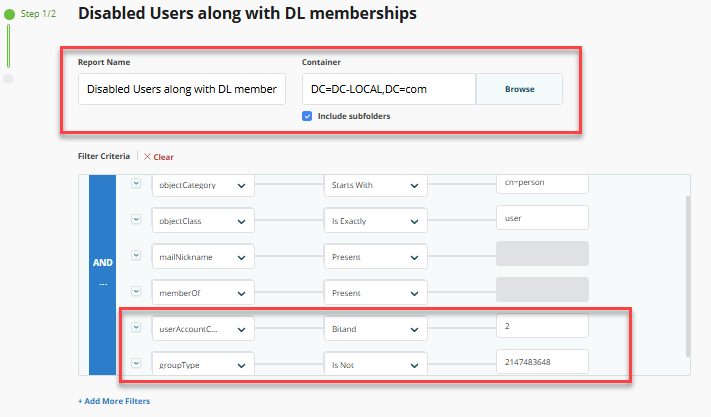 Step 1/2
Disabled Users along with DL memberships
Report Name
Container
Disabled Users along with DL member
DC=DC-LOCAL,DC=com
Browse
Include subfolders
Filter Criteria
Clear
objectCategory Starts With cn=person
objectClass Is Exactly user
mailNickname Present
AND
...
memberOf Present
userAccountC... Bitand 2
groupType Is Not 2147483648
+ Add More Filters